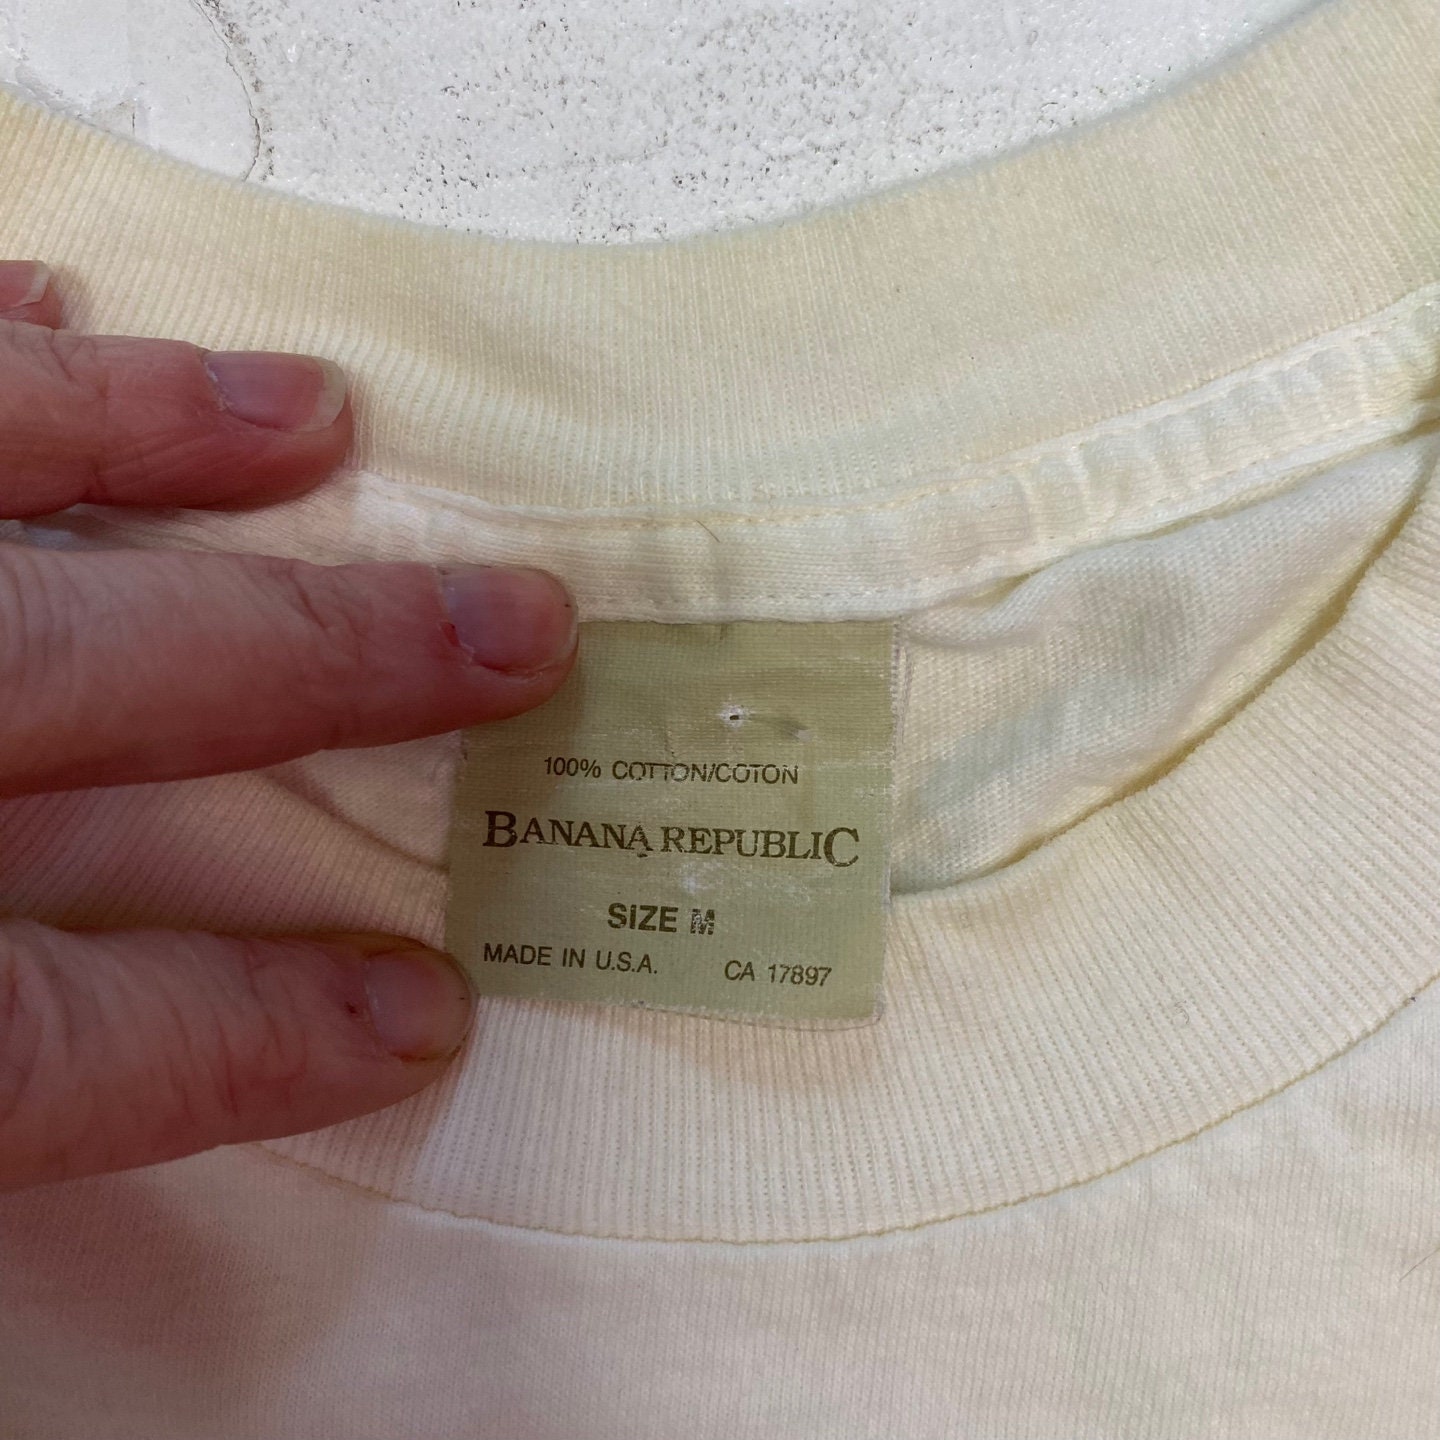 100% COTTON/COTON
BANANA REPUBLIC
SIZE M
MADE IN U.S.A. CA 17897